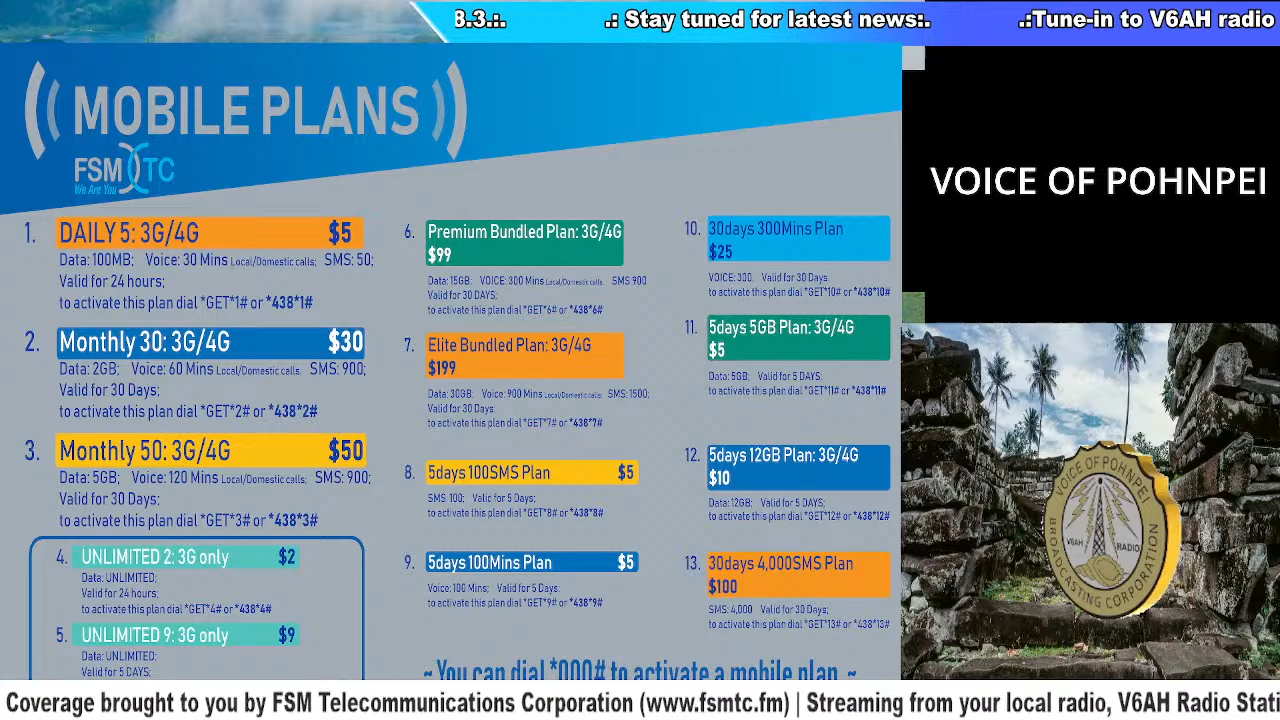 8.3.:.
.: Stay tuned for latest news:.
.:Tune-in to V6AH radio
MOBILE PLANS
FSMTC
We Are You
1. DAILY 5: 3G/4G $5
Data: 100MB; Voice: 30 Mins Local/Domestic calls; SMS: 50;
Valid for 24 hours;
to activate this plan dial *GET*1# or *438*1#
2. Monthly 30: 3G/4G $30
Data: 2GB; Voice: 60 Mins Local/Domestic calls. SMS: 900;
Valid for 30 Days;
to activate this plan dial *GET*2# or *438*2#
3. Monthly 50: 3G/4G $50
Data: 5GB; Voice: 120 Mins Local/Domestic calls; SMS: 900;
Valid for 30 Days;
to activate this plan dial *GET*3# or *438*3#
4. UNLIMITED 2: 3G only $2
Data: UNLIMITED;
Valid for 24 hours;
to activate this plan dial *GET*4# or *438*4#
5. UNLIMITED 9: 3G only $9
Data: UNLIMITED;
Valid for 5 DAYS;
6. Premium Bundled Plan: 3G/4G
$99
Data: 15GB; VOICE: 300 Mins Local/Domestic calls. SMS 900
Valid for 30 DAYS;
to activate this plan dial *GET*6# or *438*6#
7. Elite Bundled Plan: 3G/4G
$199
Data: 30GB; Voice: 900 Mins Local/Domestic calls; SMS: 1500;
Valid for 30 Days:
to activate this plan dial *GET*7# or *438*7#
8. 5days 100SMS Plan $5
SMS 100; Valid for 5 Days;
to activate this plan dial *GET*8# or *438*8#
9. 5days 100Mins Plan $5
Voice: 100 Mins; Valid for 5 Days;
to activate this plan dial *GET*9# or *438*9#
10. 30days 300Mins Plan
$25
VOICE: 300 Valid for 30 Days;
to activate this plan dial *GET*10# or *438*10#
11. 5days 5GB Plan: 3G/4G
$5
Data: 5GB; Valid for 5 DAYS;
to activate this plan dial *GET*11# or *438*11#
12. 5days 12GB Plan: 3G/4G
$10
Data: 12GB; Valid for 5 DAYS;
to activate this plan dial *GET*12# or *438*12#
13. 30days 4,000SMS Plan
$100
SMS: 4,000 Valid for 30 Days;
to activate this plan dial *GET*13# or *438*13#
~ You can dial *000# to activate a mobile plan ~
VOICE OF POHNPEI
VOICE OF POHNPEI
V6AH RADIO
BROADCASTING CORPORATION
Coverage brought to you by FSM Telecommunications Corporation (www.fsmtc.fm) | Streaming from your local radio, V6AH Radio Stati